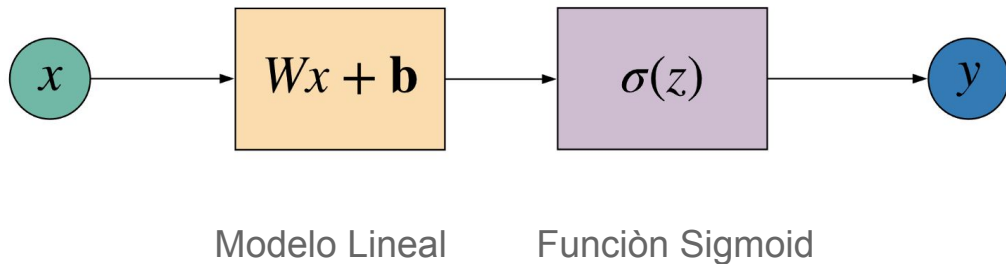 x Wx + b σ(z) y
Modelo Lineal Funciòn Sigmoid